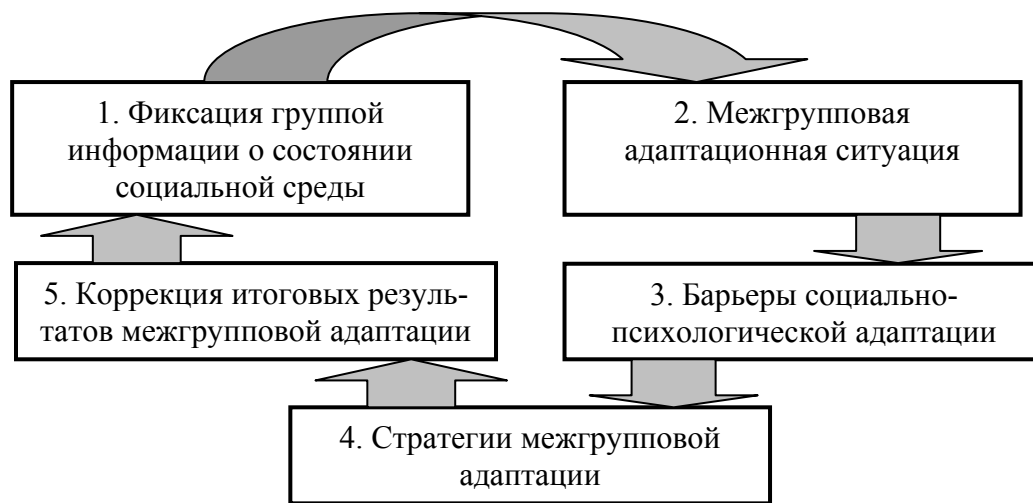 1. Фиксация группой
информации о состоянии
социальной среды
2. Межгрупповая
адаптационная ситуация
3. Барьеры социально-
психологической адаптации
4. Стратегии межгрупповой
адаптации
5. Коррекция итоговых резуль-
татов межгрупповой адаптации